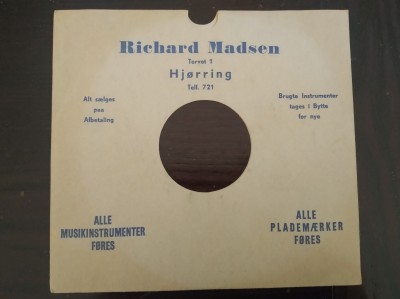 Richard Madsen
Torvet 1
Hjørring
Telf. 721
Alt sælges
paa
Afbetaling
Brugte Instrumenter
tages i Bytte
for nye
ALLE
MUSIKINSTRUMENTER
FØRES
ALLE
PLADEMÆRKER
FØRES